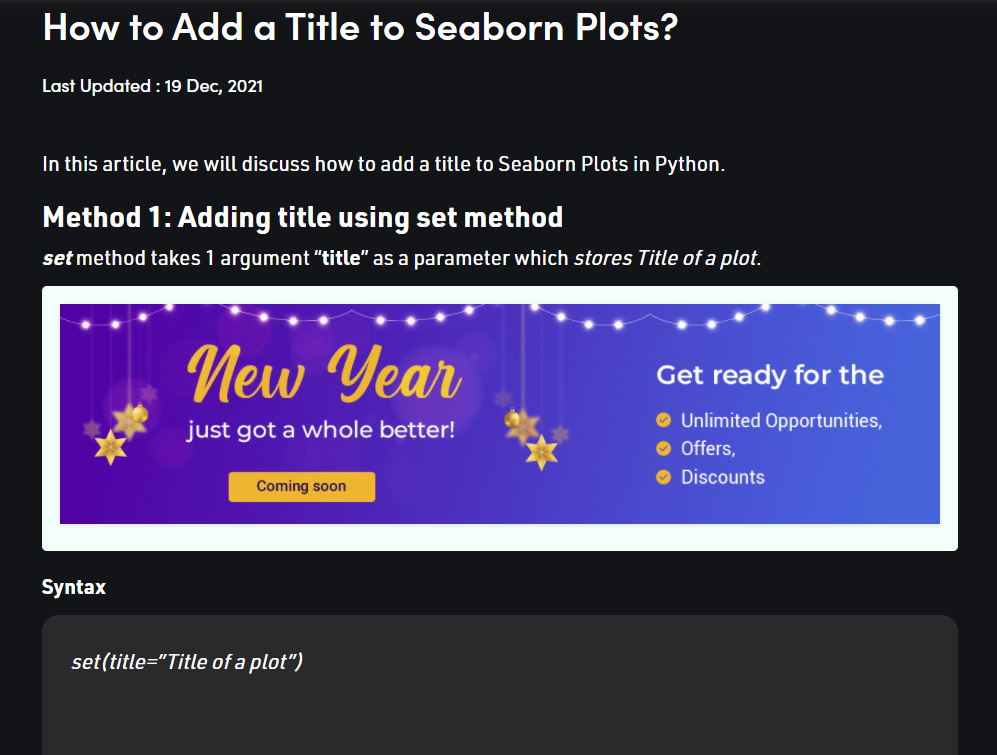 How to Add a Title to Seaborn Plots?
Last Updated : 19 Dec, 2021
In this article, we will discuss how to add a title to Seaborn Plots in Python.
Method 1: Adding title using set method
set method takes 1 argument “title” as a parameter which stores Title of a plot.
New Year
just got a whole better!
Coming soon
Get ready for the
Unlimited Opportunities,
Offers,
Discounts
Syntax
set(title=”Title of a plot”)